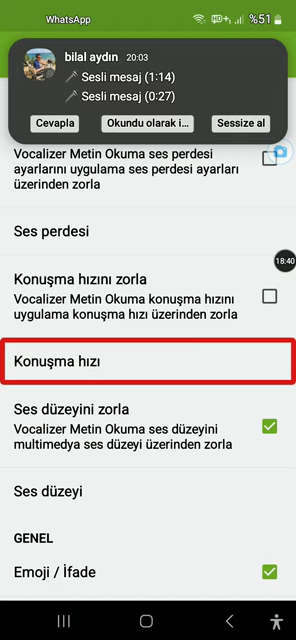 WhatsApp
%51
bilal aydın 20:03
Sesli mesaj (1:14)
Sesli mesaj (0:27)
Cevapla
Okundu olarak i...
Sessize al
Vocalizer Metin Okuma ses perdesi
ayarlarını uygulama ses perdesi ayarları
üzerinden zorla
Ses perdesi
18:40
Konuşma hızını zorla
Vocalizer Metin Okuma konuşma hızını
uygulama konuşma hızı üzerinden zorla
Konuşma hızı
Ses düzeyini zorla
Vocalizer Metin Okuma ses düzeyini
multimedya ses düzeyi üzerinden zorla
Ses düzeyi
GENEL
Emoji / İfade